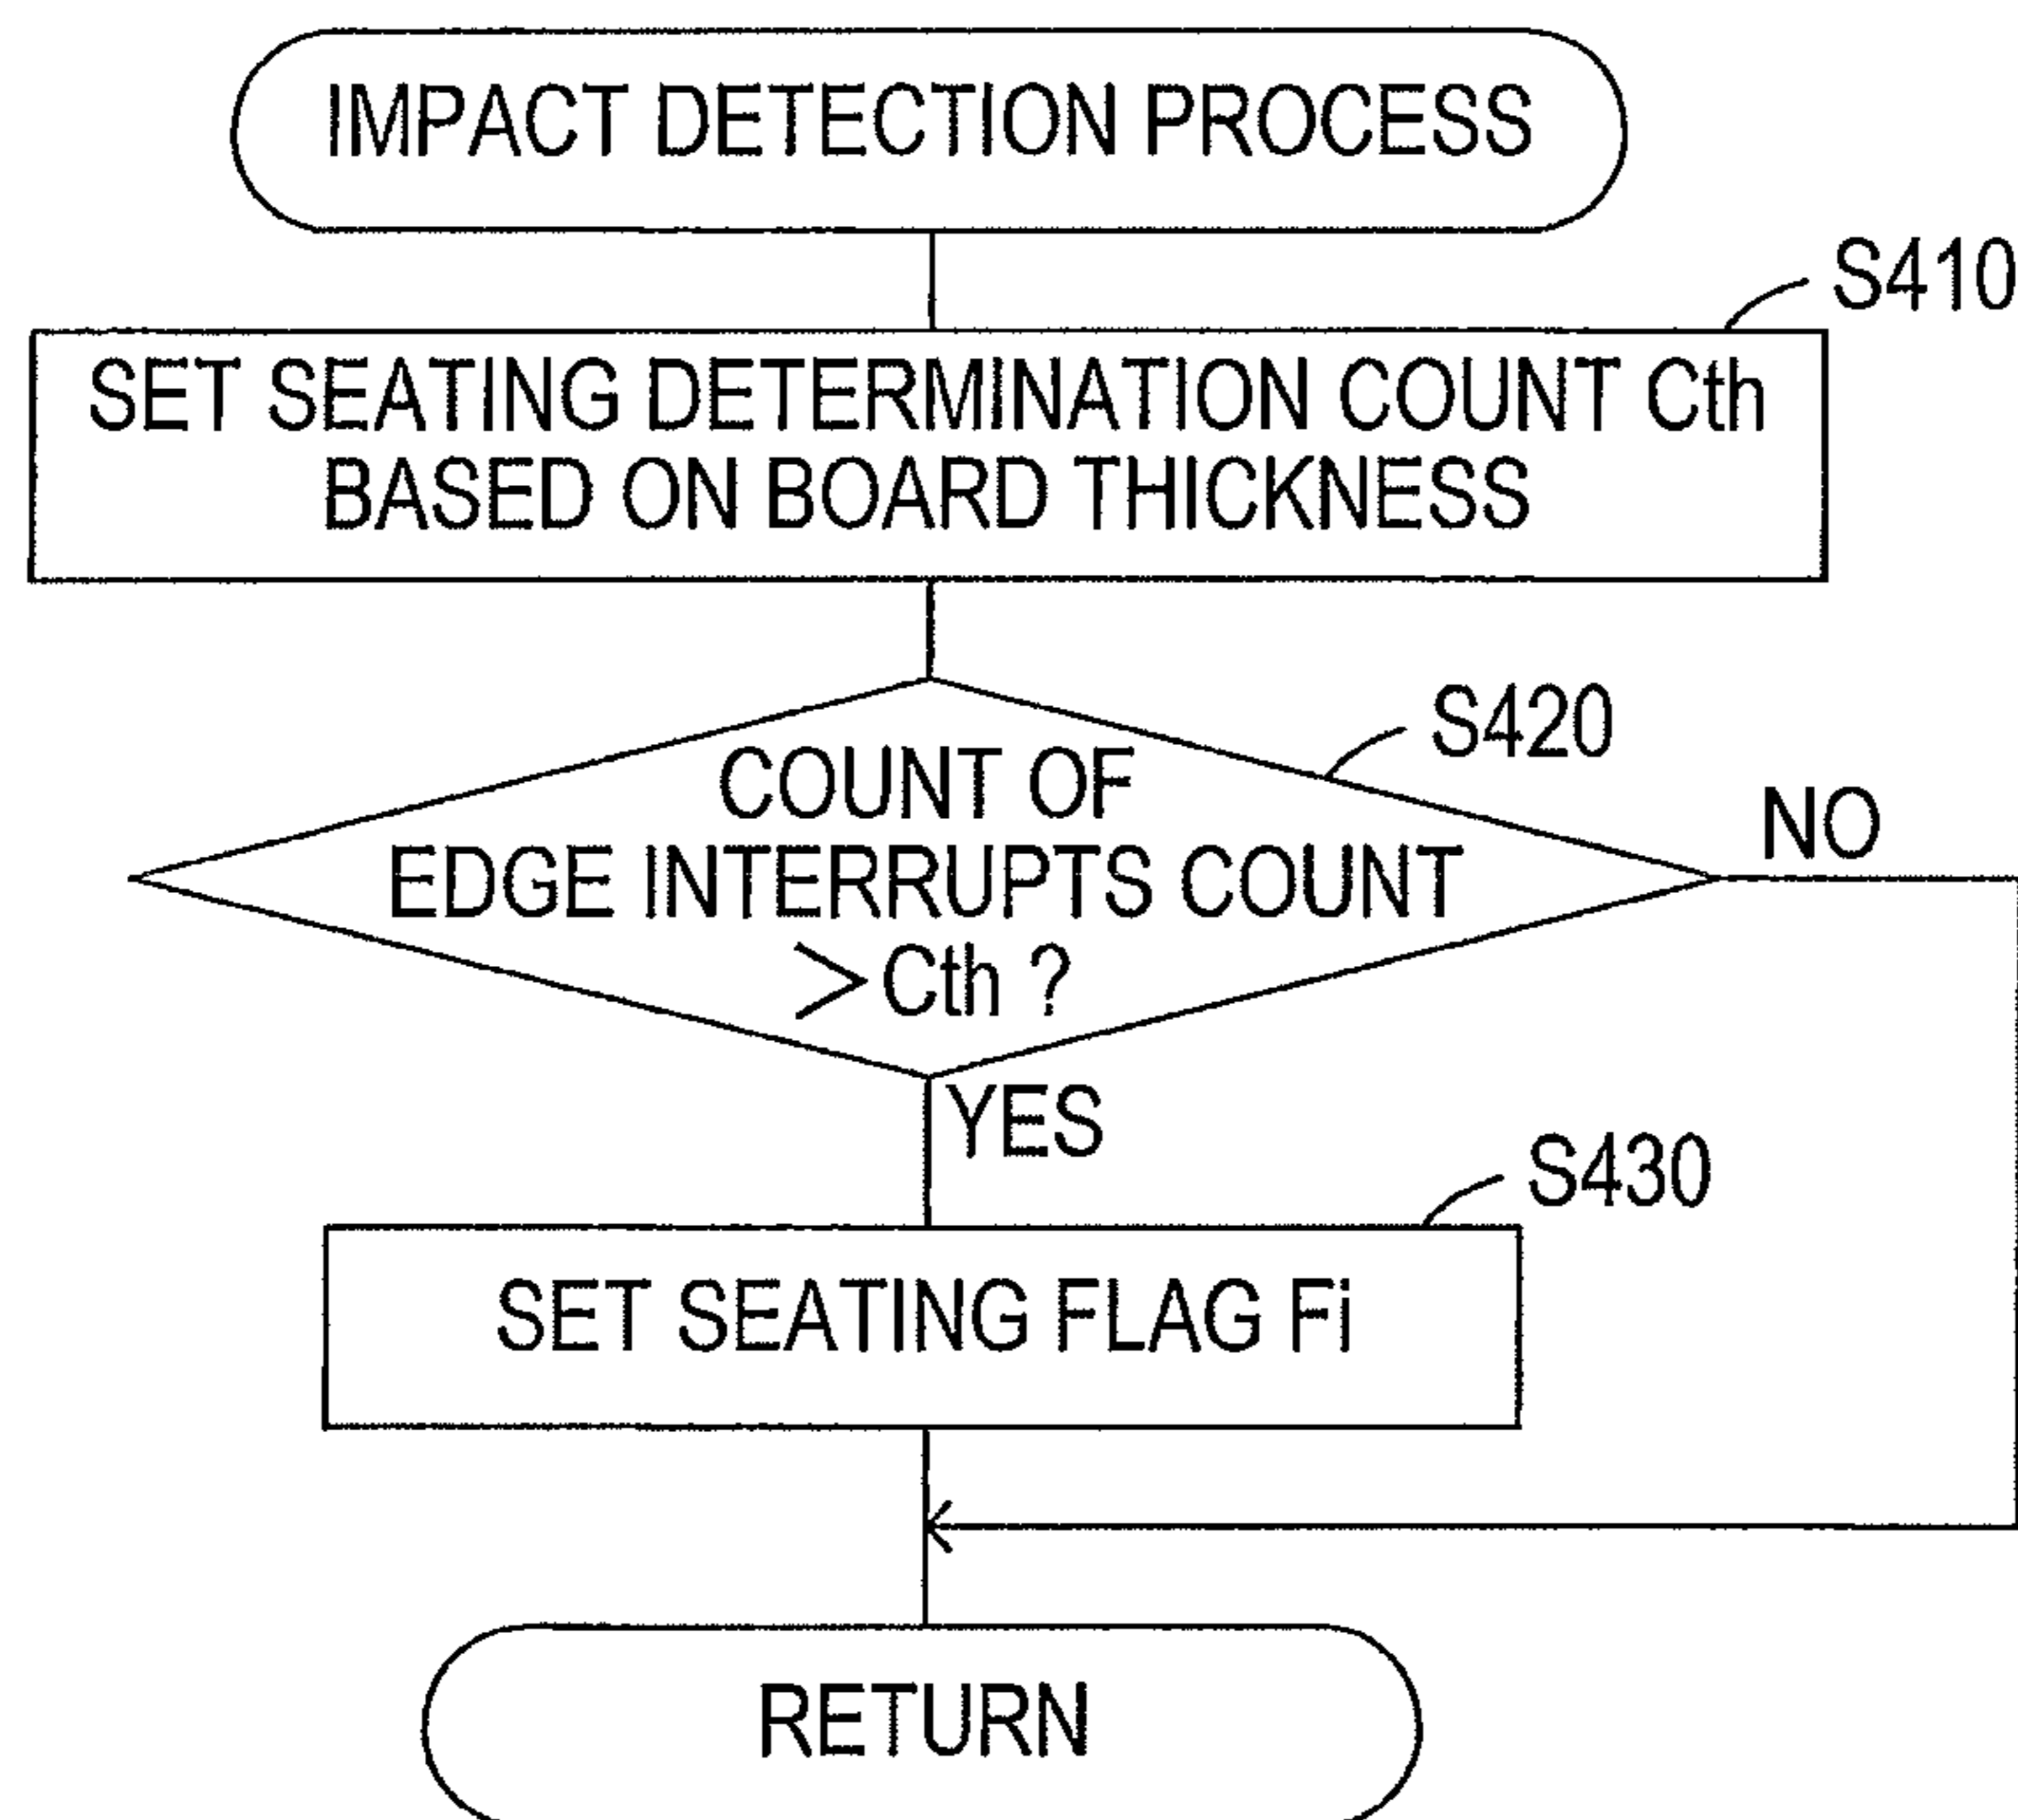 IMPACT DETECTION PROCESS
S410
SET SEATING DETERMINATION COUNT Cth
BASED ON BOARD THICKNESS
S420
COUNT OF
EDGE INTERRUPTS COUNT
>Cth ?
NO
YES
S430
SET SEATING FLAG Fi
RETURN